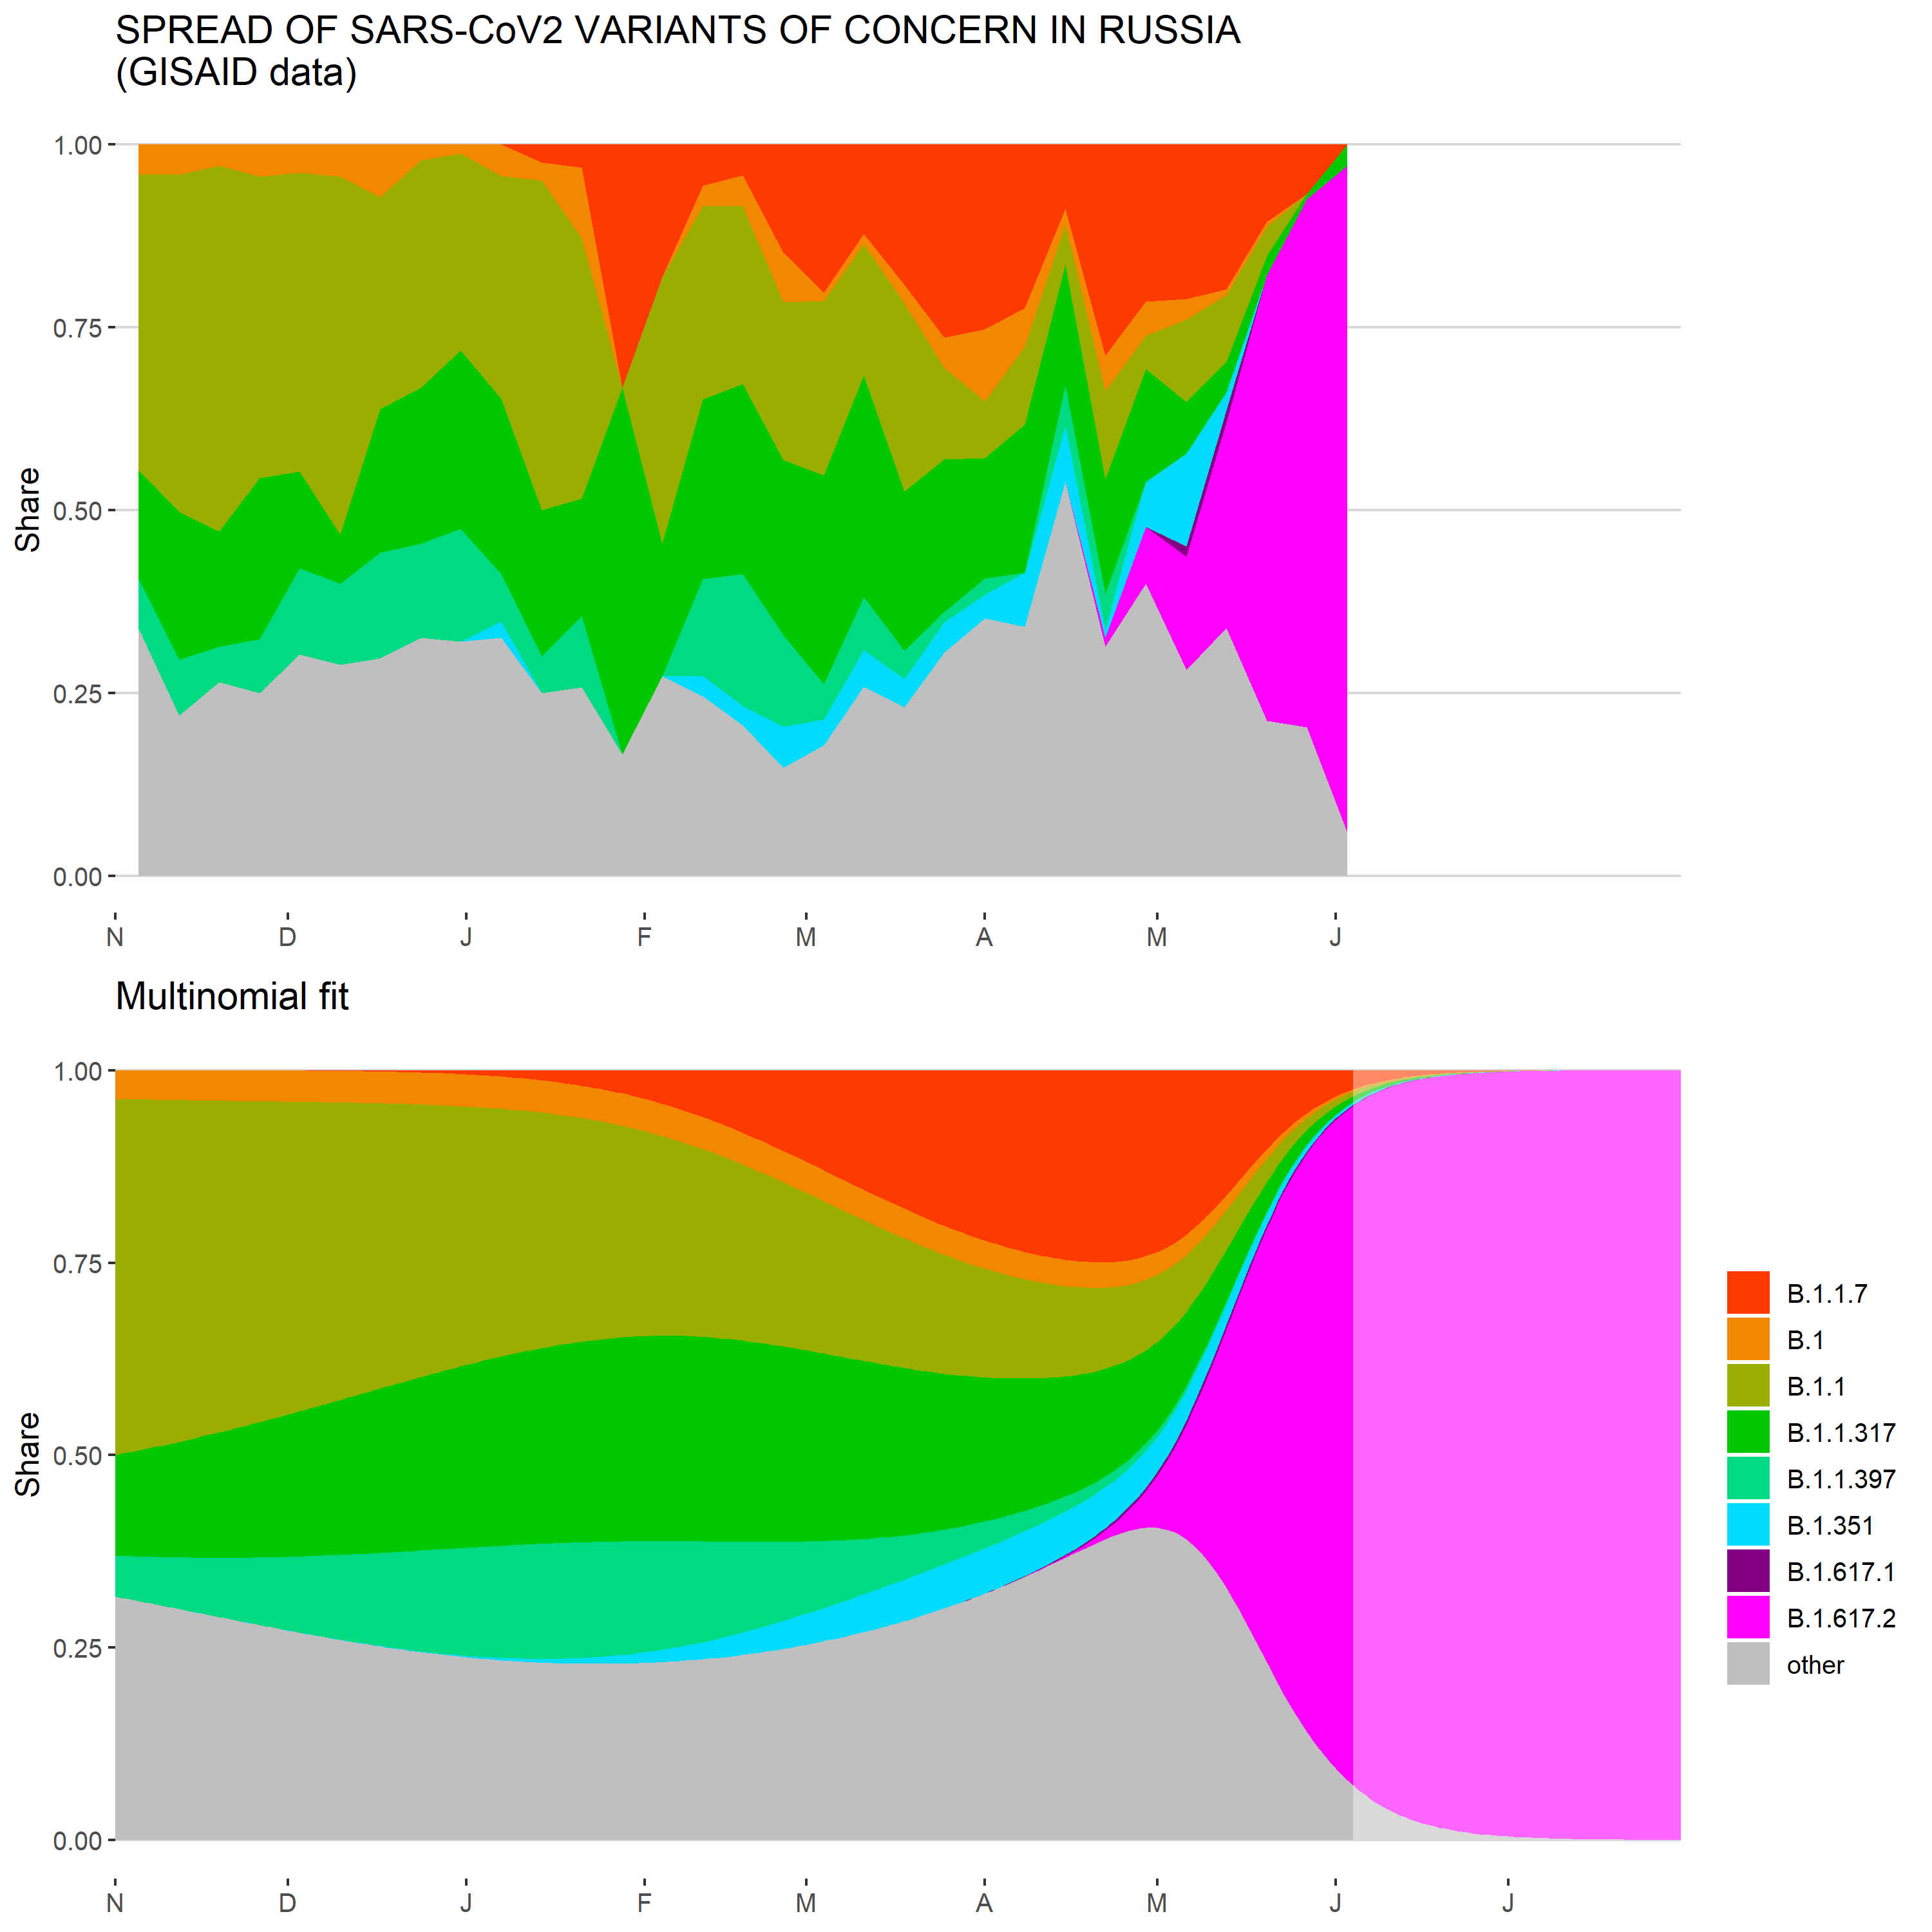 SPREAD OF SARS-CoV2 VARIANTS OF CONCERN IN RUSSIA
(GISAID data)
1.00
0.75
0.50
0.25
0.00
Share
N D J F M A M J
Multinomial fit
1.00
0.75
0.50
0.25
0.00
Share
N D J F M A M J J
B.1.1.7
B.1
B.1.1
B.1.1.317
B.1.1.397
B.1.351
B.1.617.1
B.1.617.2
other